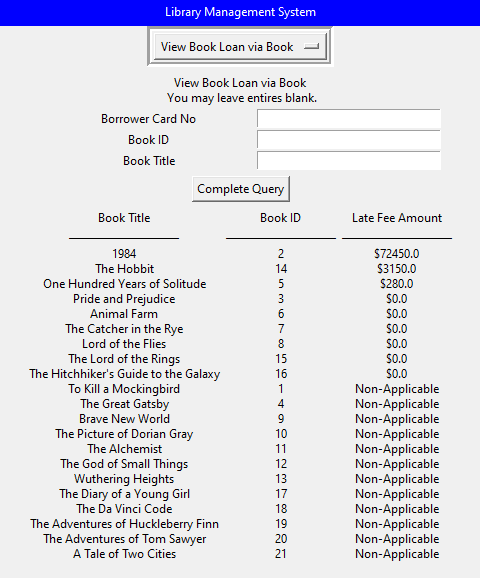 Library Management System
View Book Loan via Book
View Book Loan via Book
You may leave entires blank.
Borrower Card No
Book ID
Book Title
Complete Query
Book Title Book ID Late Fee Amount
1984 2 $72450.0
The Hobbit 14 $3150.0
One Hundred Years of Solitude 5 $280.0
Pride and Prejudice 3 $0.0
Animal Farm 6 $0.0
The Catcher in the Rye 7 $0.0
Lord of the Flies 8 $0.0
The Lord of the Rings 15 $0.0
The Hitchhiker's Guide to the Galaxy 16 $0.0
To Kill a Mockingbird 1 Non-Applicable
The Great Gatsby 4 Non-Applicable
Brave New World 9 Non-Applicable
The Picture of Dorian Gray 10 Non-Applicable
The Alchemist 11 Non-Applicable
The God of Small Things 12 Non-Applicable
Wuthering Heights 13 Non-Applicable
The Diary of a Young Girl 17 Non-Applicable
The Da Vinci Code 18 Non-Applicable
The Adventures of Huckleberry Finn 19 Non-Applicable
The Adventures of Tom Sawyer 20 Non-Applicable
A Tale of Two Cities 21 Non-Applicable